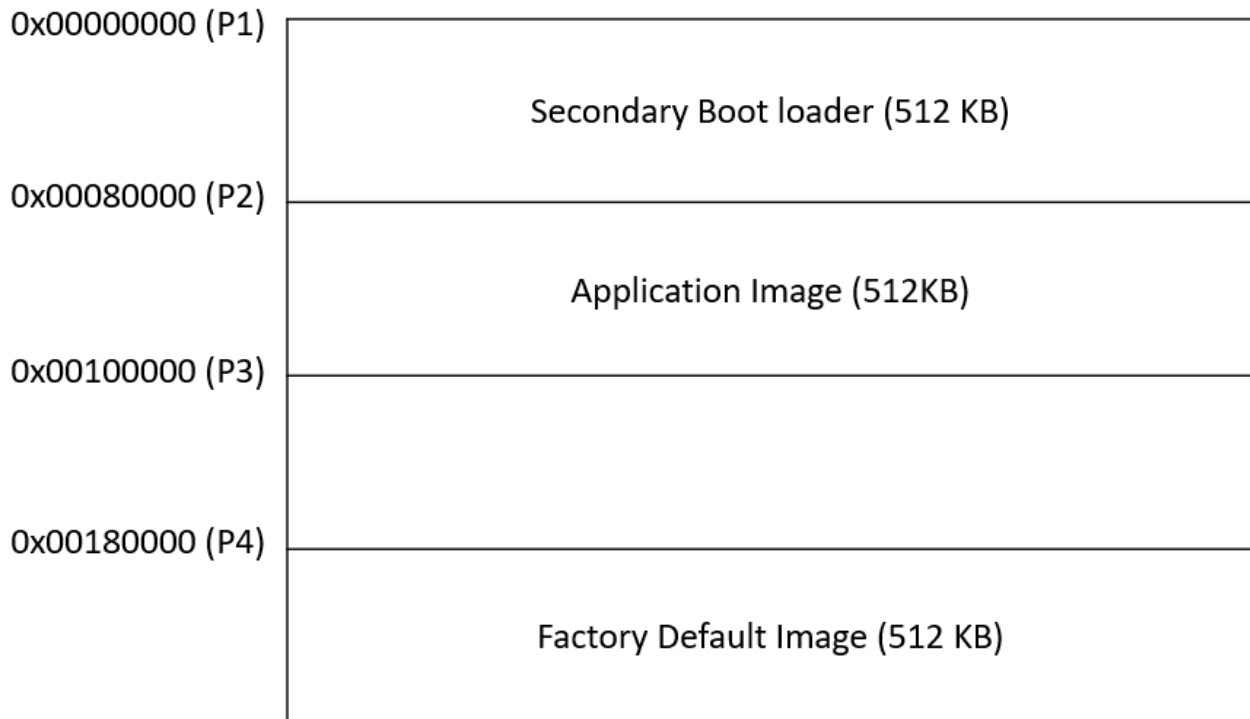 0x00000000 (P1)
Secondary Boot loader (512 KB)
0x00080000 (P2)
Application Image (512KB)
0x00100000 (P3)
0x00180000 (P4)
Factory Default Image (512 KB)